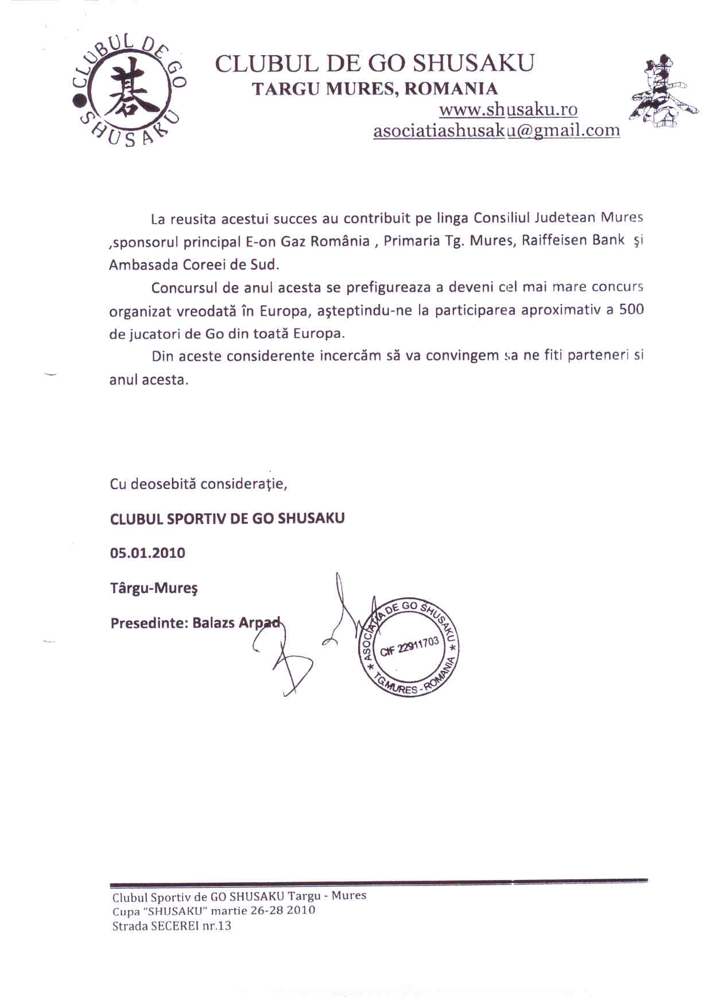 CLUBUL DE GO
SHUSAKU
碁
CLUBUL DE GO SHUSAKU
TARGU MURES, ROMANIA
www.shusaku.ro
asociatiashusaku@gmail.com
La reusita acestui succes au contribuit pe linga Consiliul Judetean Mures
,sponsorul principal E-on Gaz România , Primaria Tg. Mures, Raiffeisen Bank şi
Ambasada Coreei de Sud.
Concursul de anul acesta se prefigureaza a deveni cel mai mare concurs
organizat vreodată în Europa, aşteptindu-ne la participarea aproximativ a 500
de jucatori de Go din toată Europa.
Din aceste considerente incercăm să va convingem sa ne fiti parteneri si
anul acesta.
Cu deosebită consideraţie,
CLUBUL SPORTIV DE GO SHUSAKU
05.01.2010
Târgu-Mureş
Presedinte: Balazs Arpad
* ASOCIATIA DE GO SHUSAKU *
CIF 22911703
TG.MURES - ROMANIA
Clubul Sportiv de GO SHUSAKU Targu - Mures
Cupa "SHUSAKU" martie 26-28 2010
Strada SECEREI nr.13